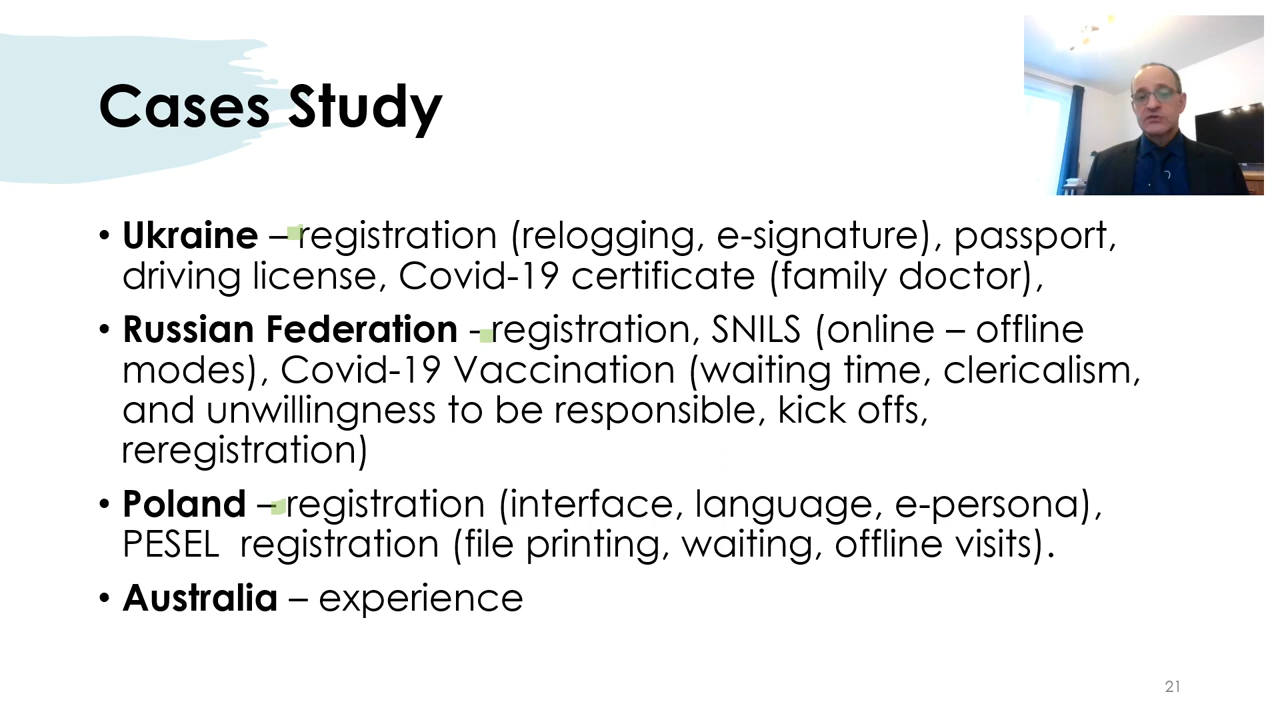 Cases Study
• Ukraine – registration (relogging, e-signature), passport,
driving license, Covid-19 certificate (family doctor),
• Russian Federation - registration, SNILS (online – offline
modes), Covid-19 Vaccination (waiting time, clericalism,
and unwillingness to be responsible, kick offs,
reregistration)
• Poland – registration (interface, language, e-persona),
PESEL  registration (file printing, waiting, offline visits).
• Australia – experience
21